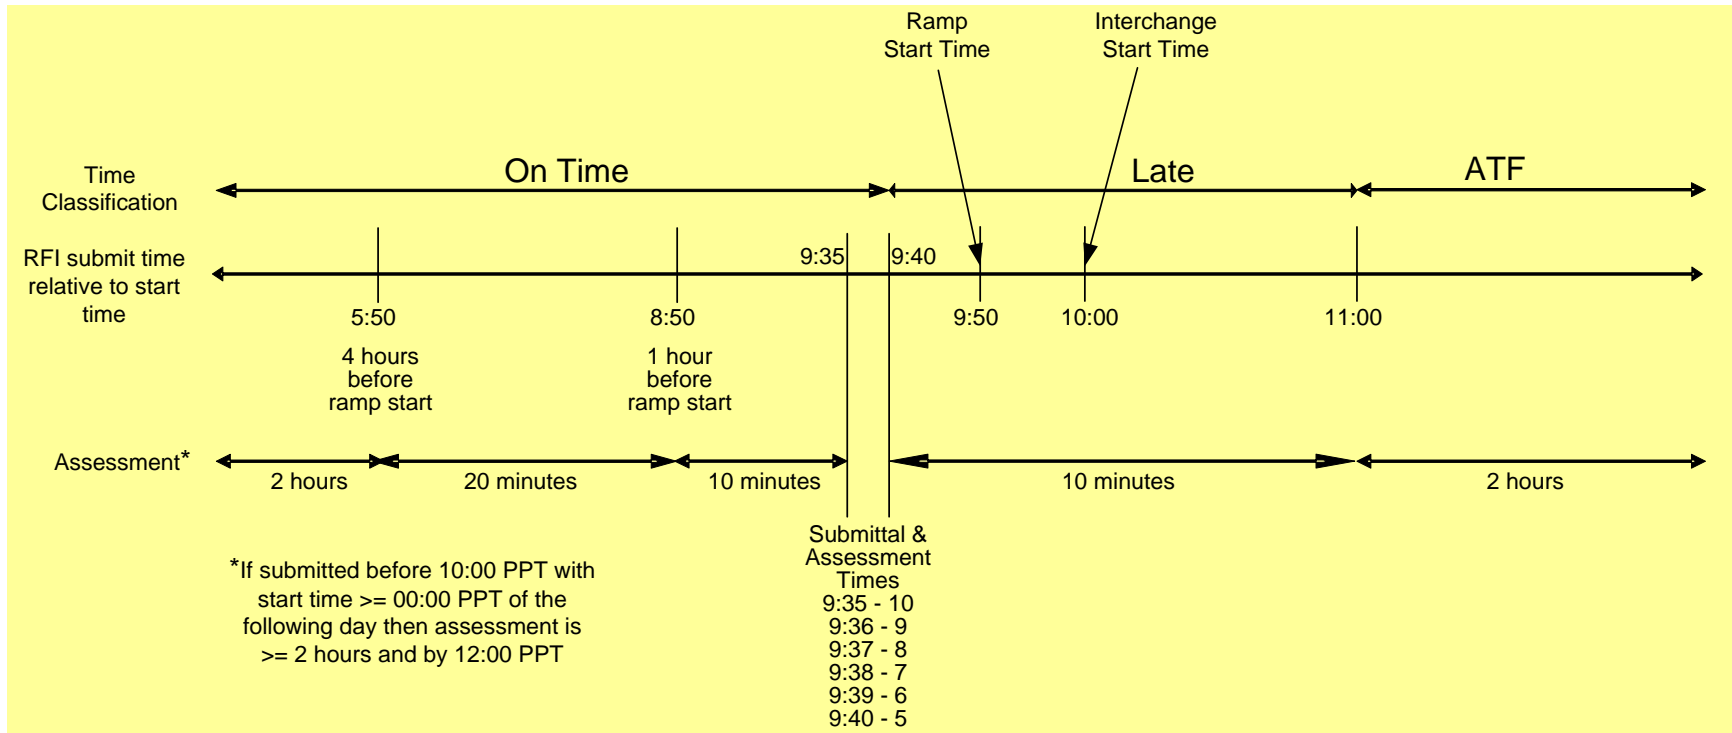 Ramp
Start Time
Interchange
Start Time
Time
Classification
On Time
Late
ATF
RFI submit time
relative to start
time
9:35
9:40
5:50
8:50
9:50
10:00
11:00
4 hours
before
ramp start
1 hour
before
ramp start
Assessment*
2 hours
20 minutes
10 minutes
10 minutes
2 hours
*If submitted before 10:00 PPT with
start time >= 00:00 PPT of the
following day then assessment is
>= 2 hours and by 12:00 PPT
Submittal &
Assessment
Times
9:35 - 10
9:36 - 9
9:37 - 8
9:38 - 7
9:39 - 6
9:40 - 5